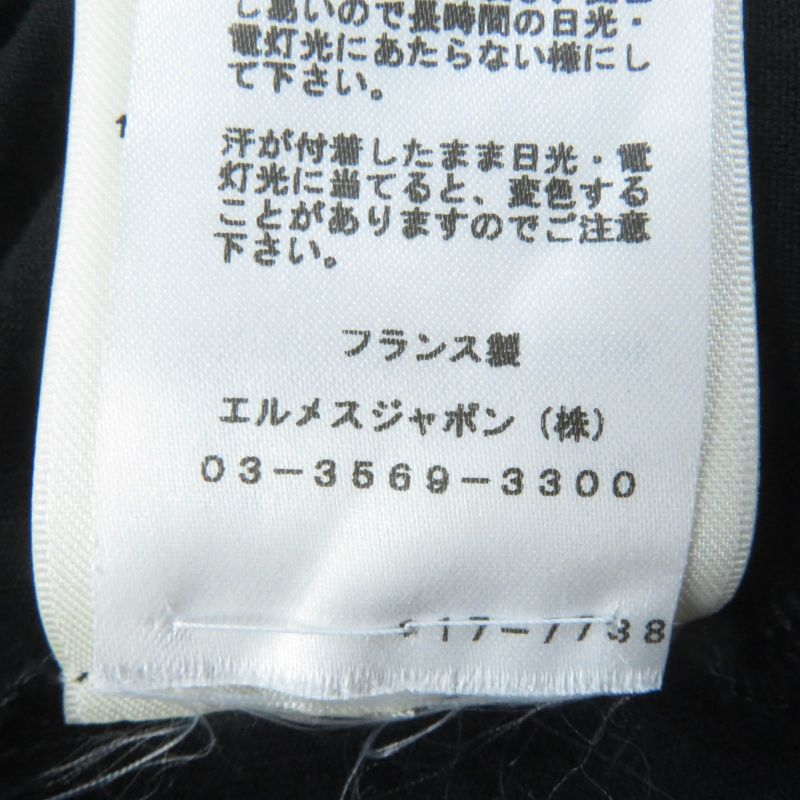 し易いので長時間の日光・
電灯光にあたらない様にし
て下さい。
汗が付着したまま日光・電
灯光に当てると、変色する
ことがありますのでご注意
下さい。
フランス製
エルメスジャポン（株）
03-3569-3300
17-7738
1